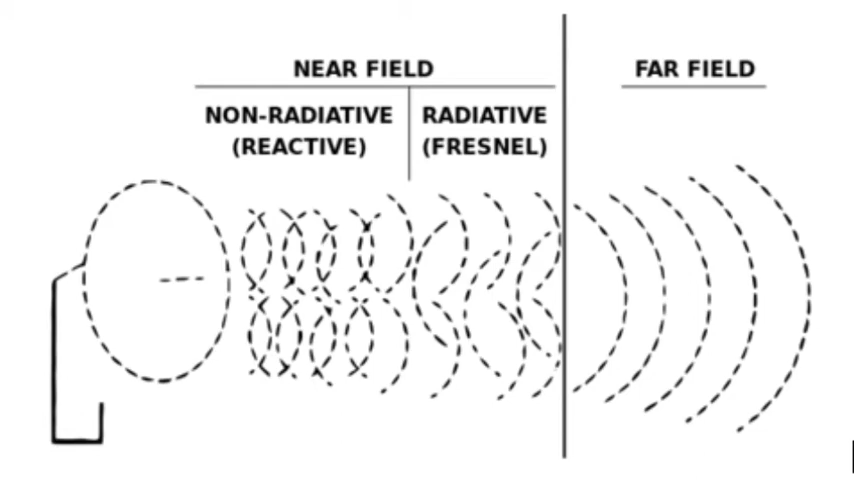 NEAR FIELD
FAR FIELD
NON-RADIATIVE
(REACTIVE)
RADIATIVE
(FRESNEL)